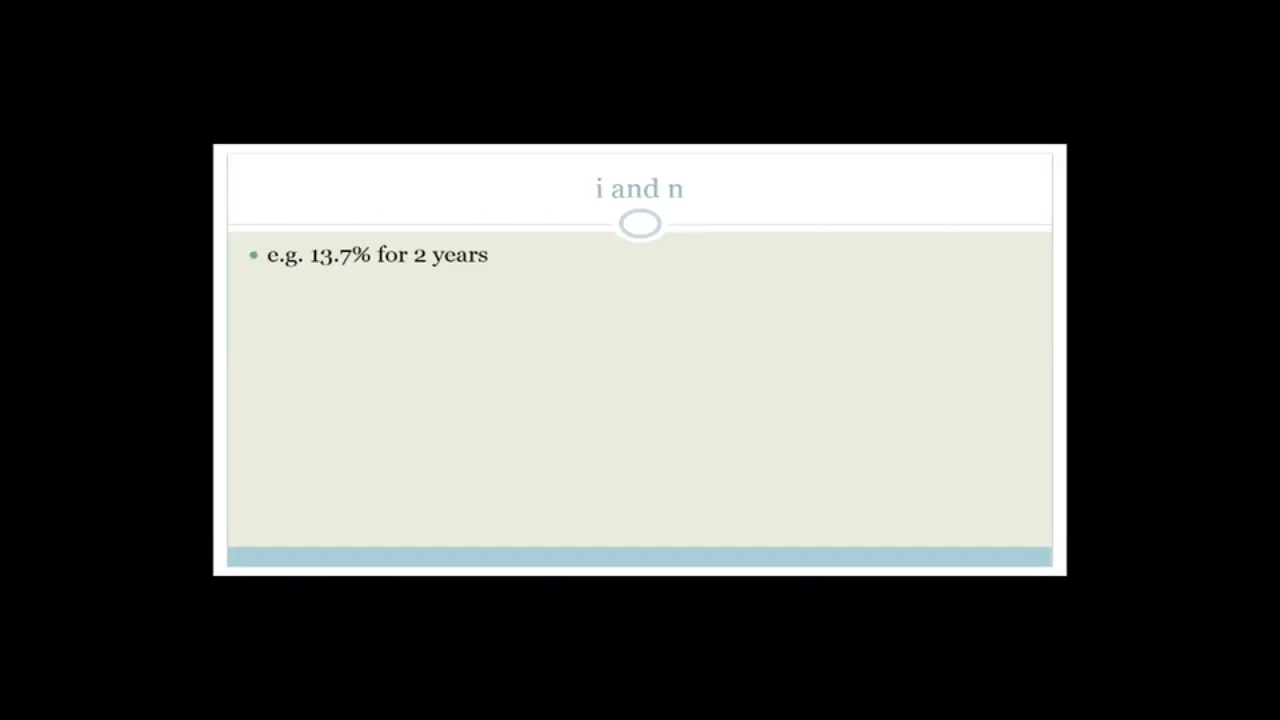 i and n
• e.g. 13.7% for 2 years